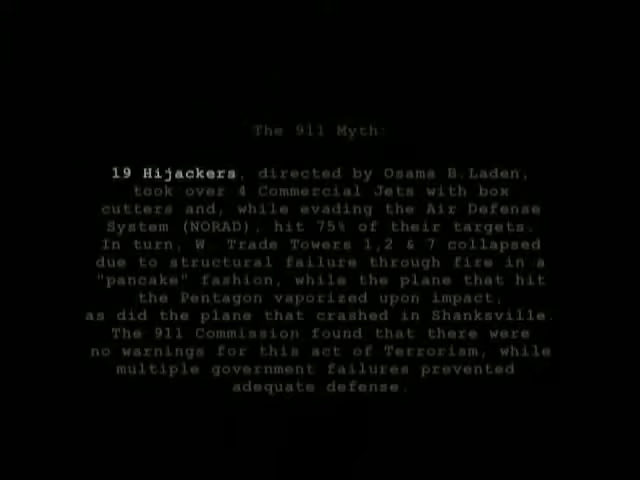 The 911 Myth:
19 Hijackers, directed by Osama B.Laden,
took over 4 Commercial Jets with box
cutters and, while evading the Air Defense
System (NORAD), hit 75% of their targets.
In turn, W. Trade Towers 1,2 & 7 collapsed
due to structural failure through fire in a
"pancake" fashion, while the plane that hit
the Pentagon vaporized upon impact,
as did the plane that crashed in Shanksville.
The 911 Commission found that there were
no warnings for this act of Terrorism, while
multiple government failures prevented
adequate defense.